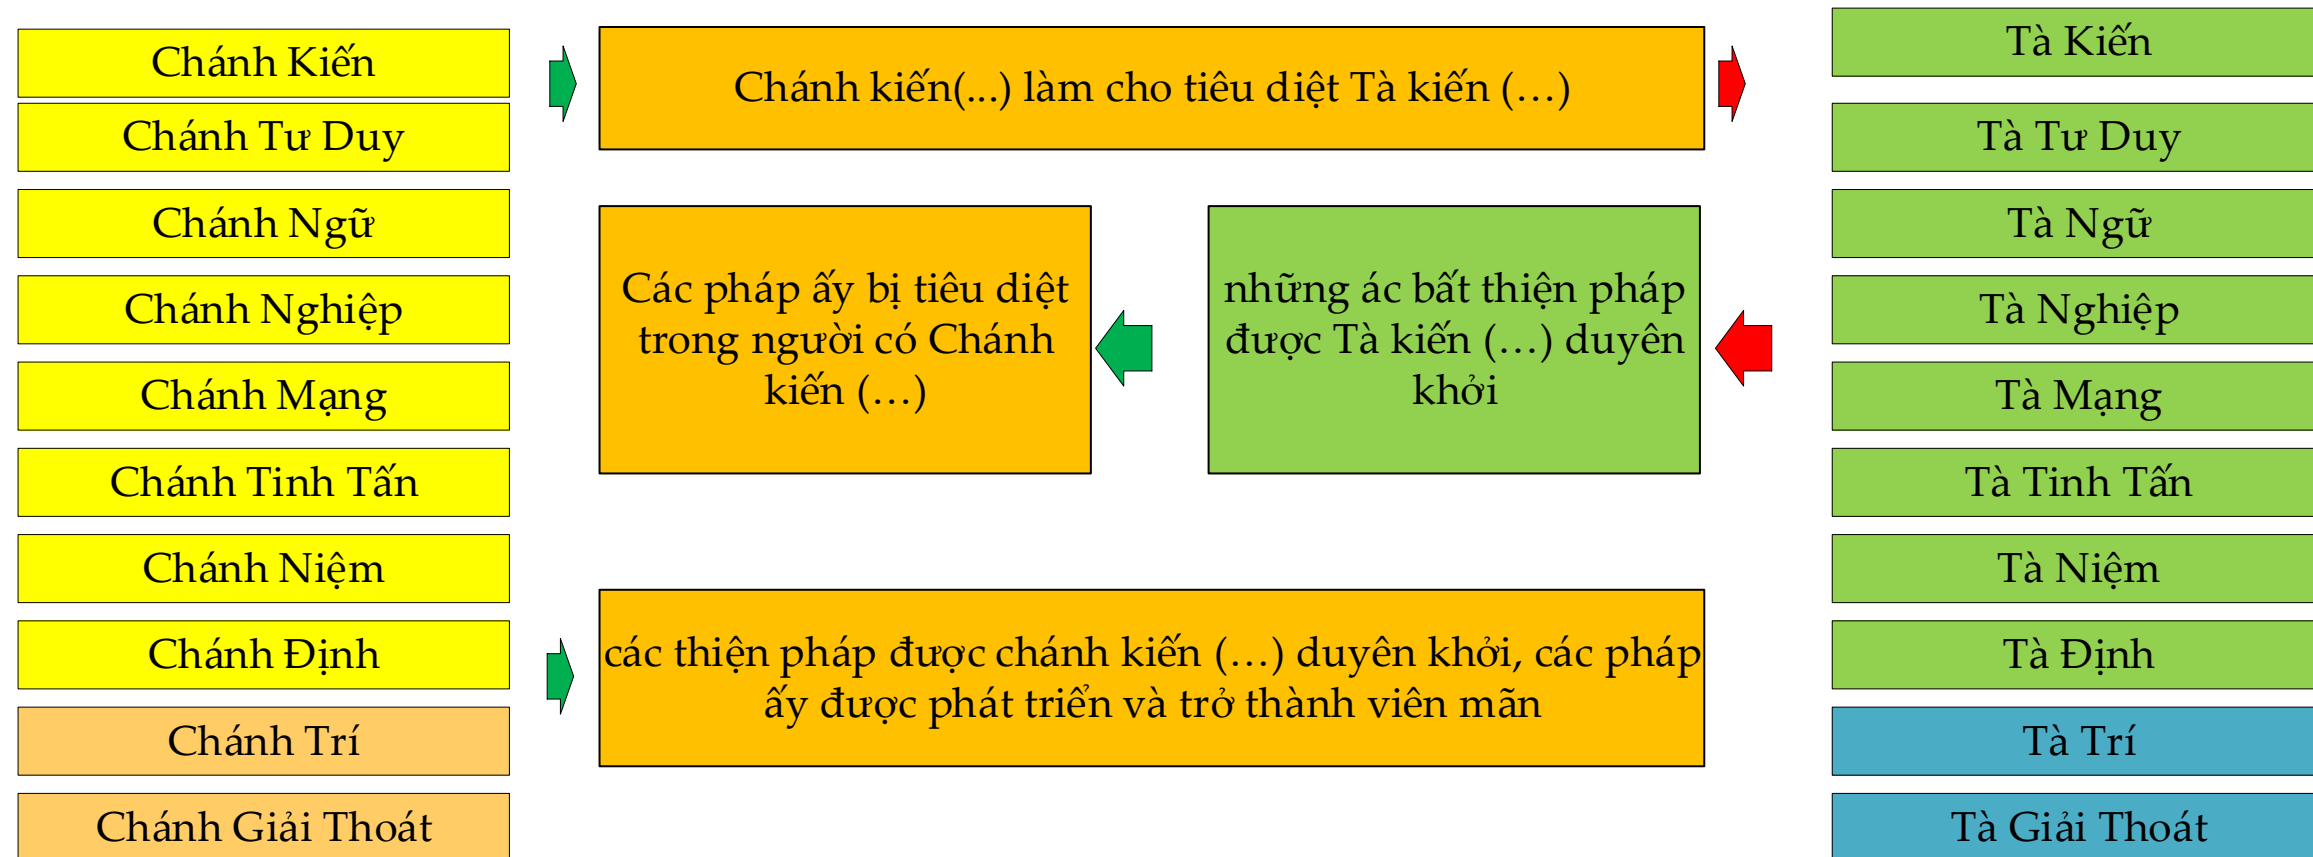 Chánh Kiến
Chánh Tư Duy
Chánh Ngữ
Chánh Nghiệp
Chánh Mạng
Chánh Tinh Tấn
Chánh Niệm
Chánh Định
Chánh Trí
Chánh Giải Thoát
Chánh kiến(...) làm cho tiêu diệt Tà kiến (…)
Các pháp ấy bị tiêu diệt
trong người có Chánh
kiến (…)
những ác bất thiện pháp
được Tà kiến (…) duyên
khởi
các thiện pháp được chánh kiến (…) duyên khởi, các pháp
ấy được phát triển và trở thành viên mãn
Tà Kiến
Tà Tư Duy
Tà Ngữ
Tà Nghiệp
Tà Mạng
Tà Tinh Tấn
Tà Niệm
Tà Định
Tà Trí
Tà Giải Thoát